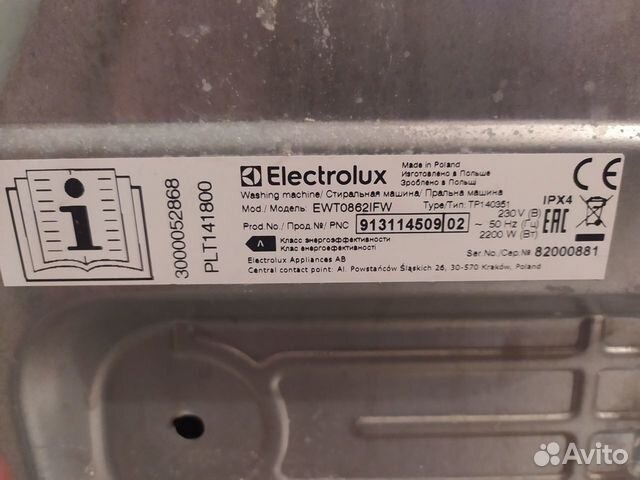 Electrolux
Made in Poland
Изготовлено в Польше
Зроблено в Польщі
Washing machine/ Стиральная машина/ Пральна машина
Mod./ Модель: EWT0862IFW Type/Тип: TP140351
230 V (В)
Prod.No./ Прод №/ PNC 913114509 02 ~ 50 Hz (Гц)
2200 W (Вт)
A Класс энергоэффективности
Клас енергоефективності
Ser.No./Сер.№ 82000881
Electrolux Appliances AB
Central contact point: Al. Powstańców Śląskich 26, 30-570 Kraków, Poland
CE
IPX4
EAC
3000052868
PLT141800
i
Avito